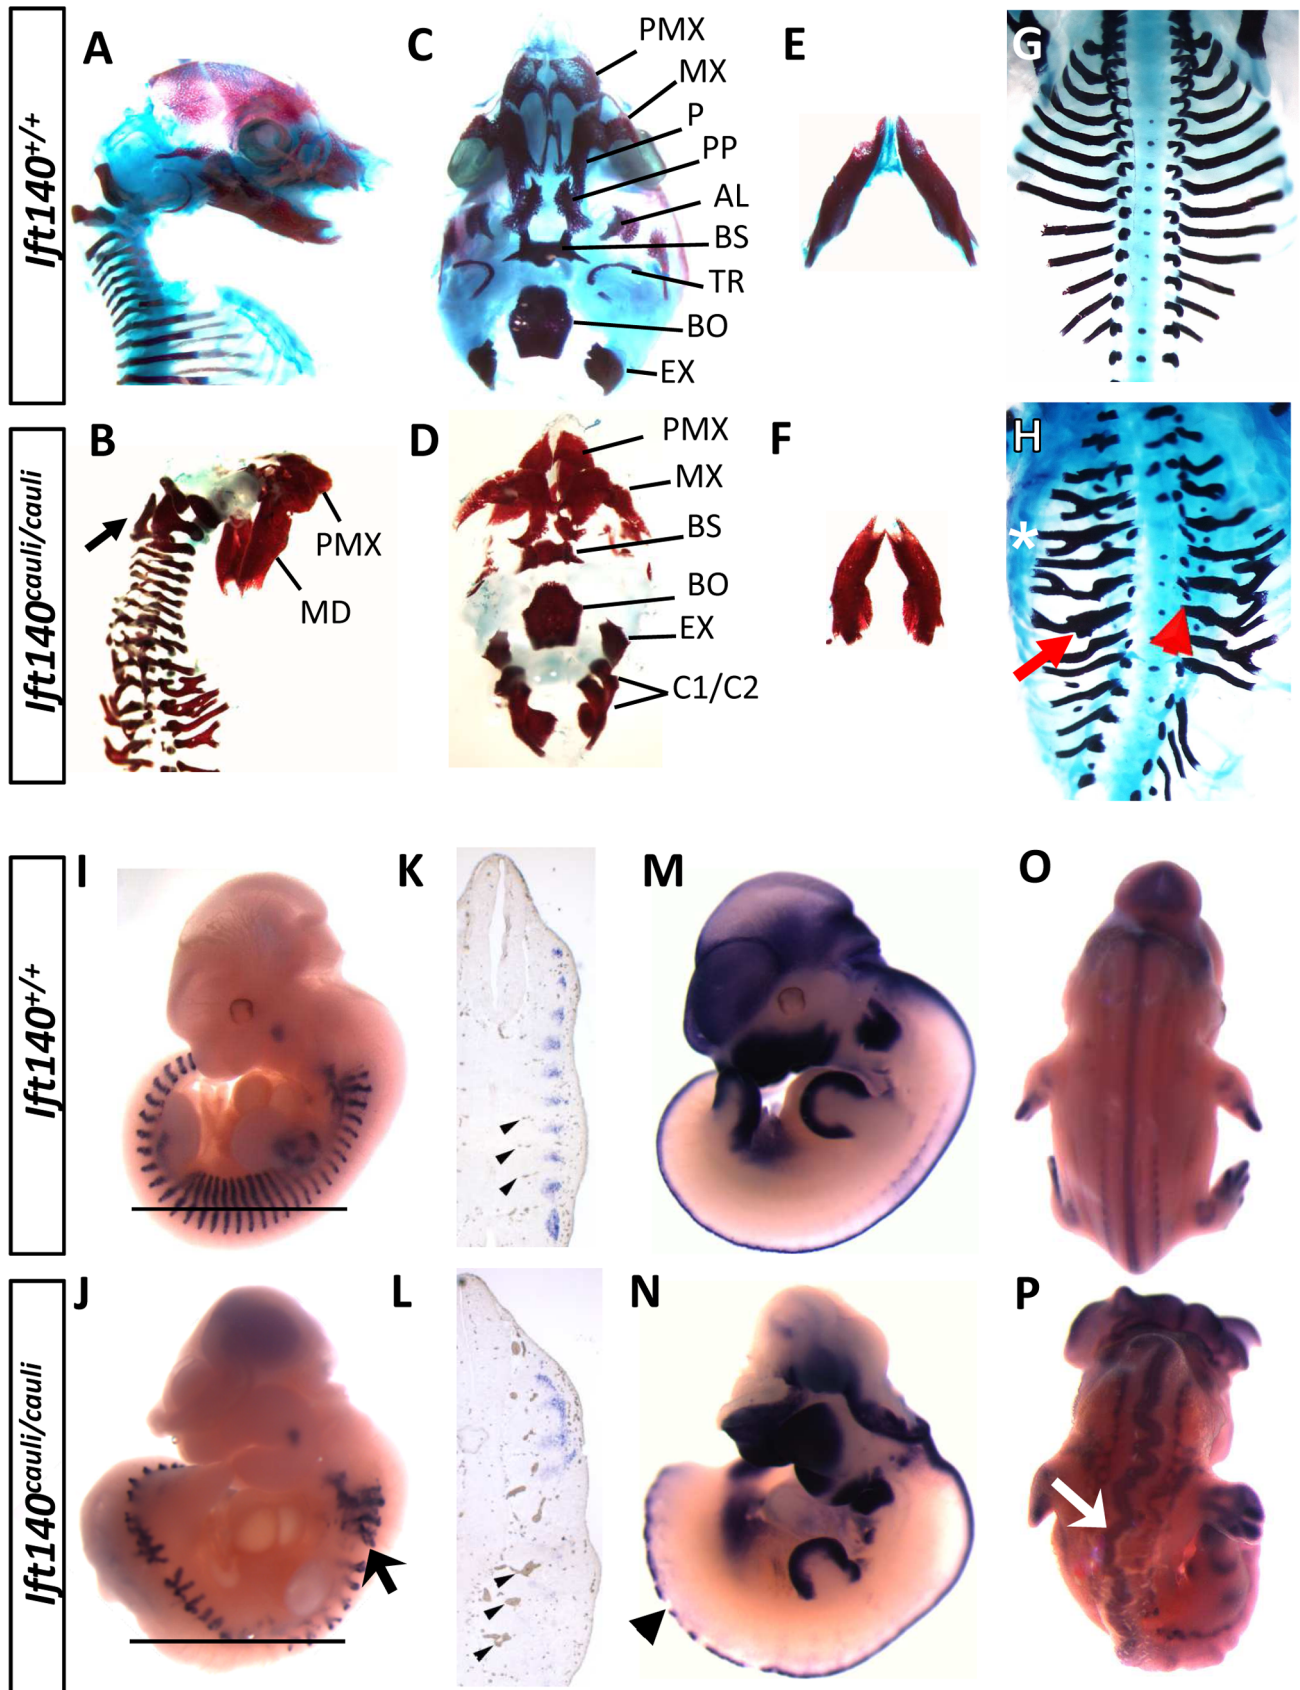 Ift140+/+
A
C
PMX
MX
P
PP
AL
BS
TR
BO
EX
E
G
Ift140cauli/cauli
B
PMX
MD
D
PMX
MX
BS
BO
EX
C1/C2
F
H
*
Ift140+/+
I
K
M
O
Ift140cauli/cauli
J
L
N
P